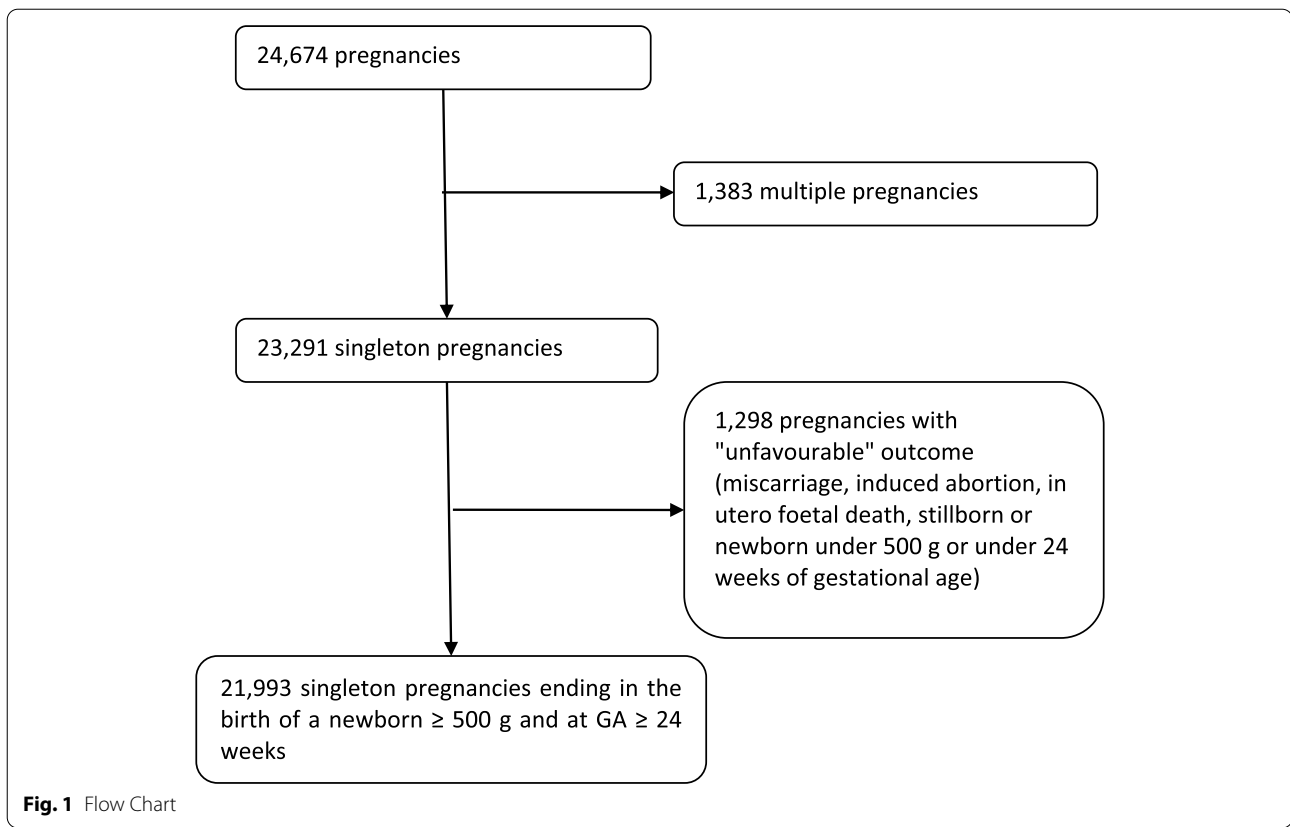 24,674 pregnancies
1,383 multiple pregnancies
23,291 singleton pregnancies
1,298 pregnancies with
"unfavourable" outcome
(miscarriage, induced abortion, in
utero foetal death, stillborn or
newborn under 500 g or under 24
weeks of gestational age)
21,993 singleton pregnancies ending in the
birth of a newborn ≥ 500 g and at GA ≥ 24
weeks
Fig. 1 Flow Chart